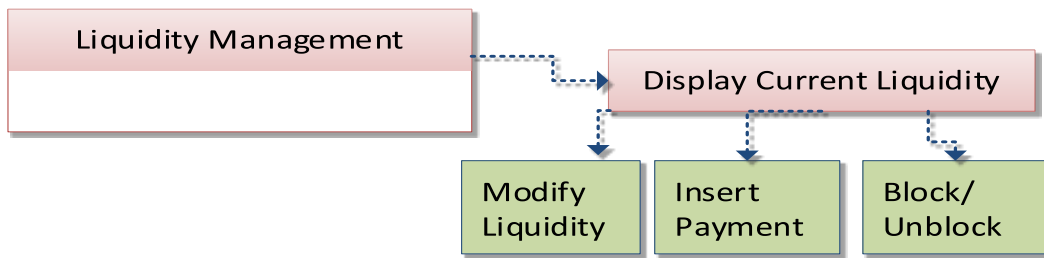 Liquidity Management
Display Current Liquidity
Modify
Liquidity
Insert
Payment
Block/
Unblock